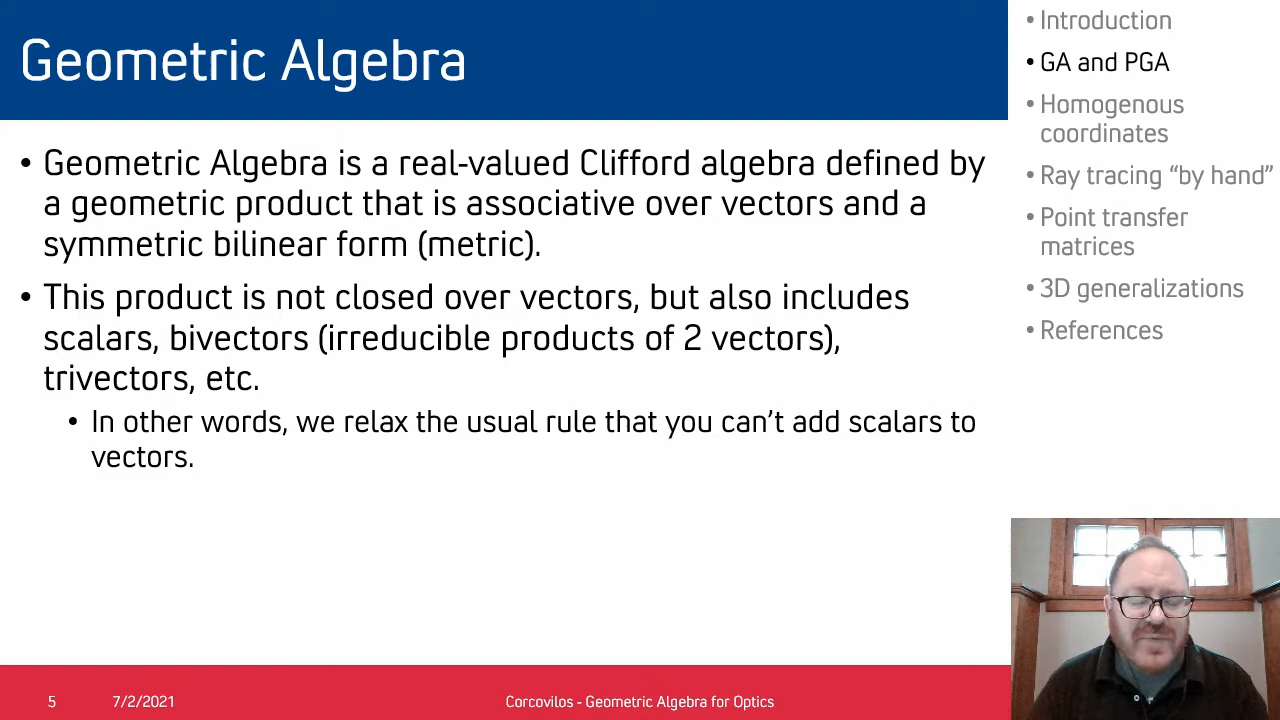 Geometric Algebra
• Geometric Algebra is a real-valued Clifford algebra defined by
a geometric product that is associative over vectors and a
symmetric bilinear form (metric).
• This product is not closed over vectors, but also includes
scalars, bivectors (irreducible products of 2 vectors),
trivectors, etc.
• In other words, we relax the usual rule that you can’t add scalars to
vectors.
• Introduction
• GA and PGA
• Homogenous
coordinates
• Ray tracing “by hand”
• Point transfer
matrices
• 3D generalizations
• References
5 7/2/2021 Corcovilos - Geometric Algebra for Optics